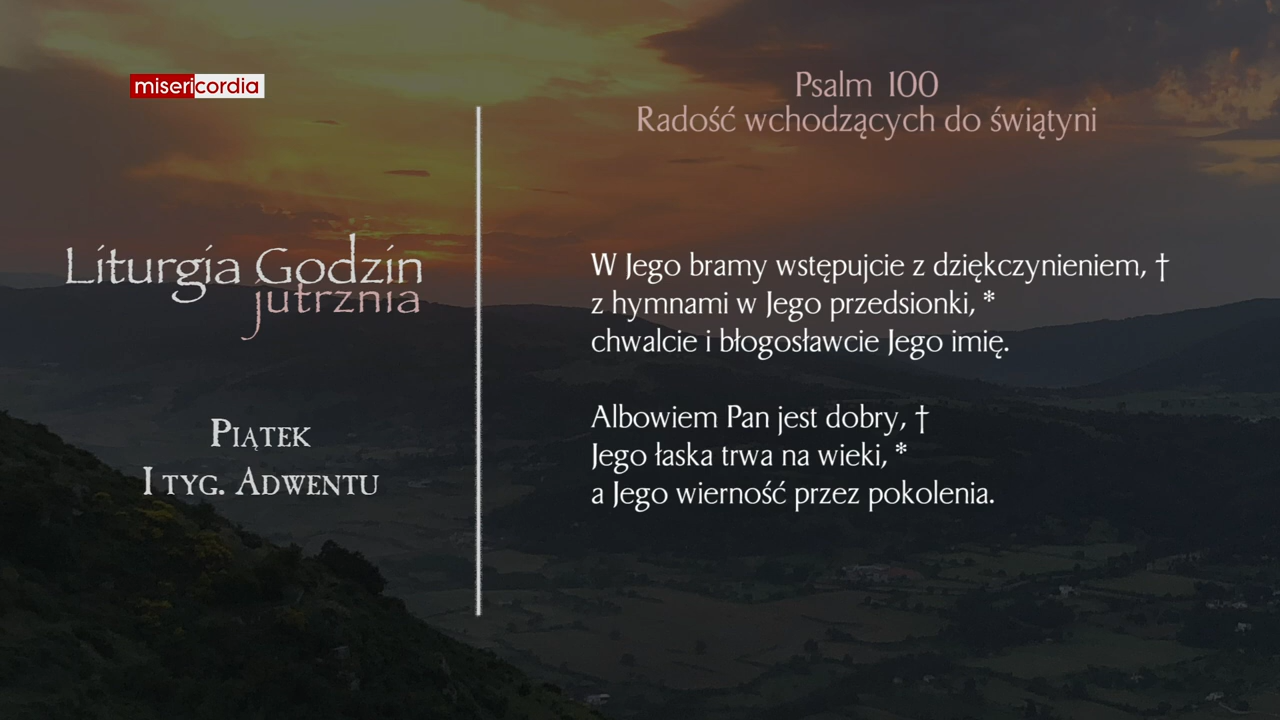 misericordia
Liturgia Godzin
jutrznia
Piątek
I tyg. Adwentu
Psalm 100
Radość wchodzących do świątyni
W Jego bramy wstępujcie z dziękczynieniem, †
z hymnami w Jego przedsionki, *
chwalcie i błogosławcie Jego imię.
Albowiem Pan jest dobry, †
Jego łaska trwa na wieki, *
a Jego wierność przez pokolenia.